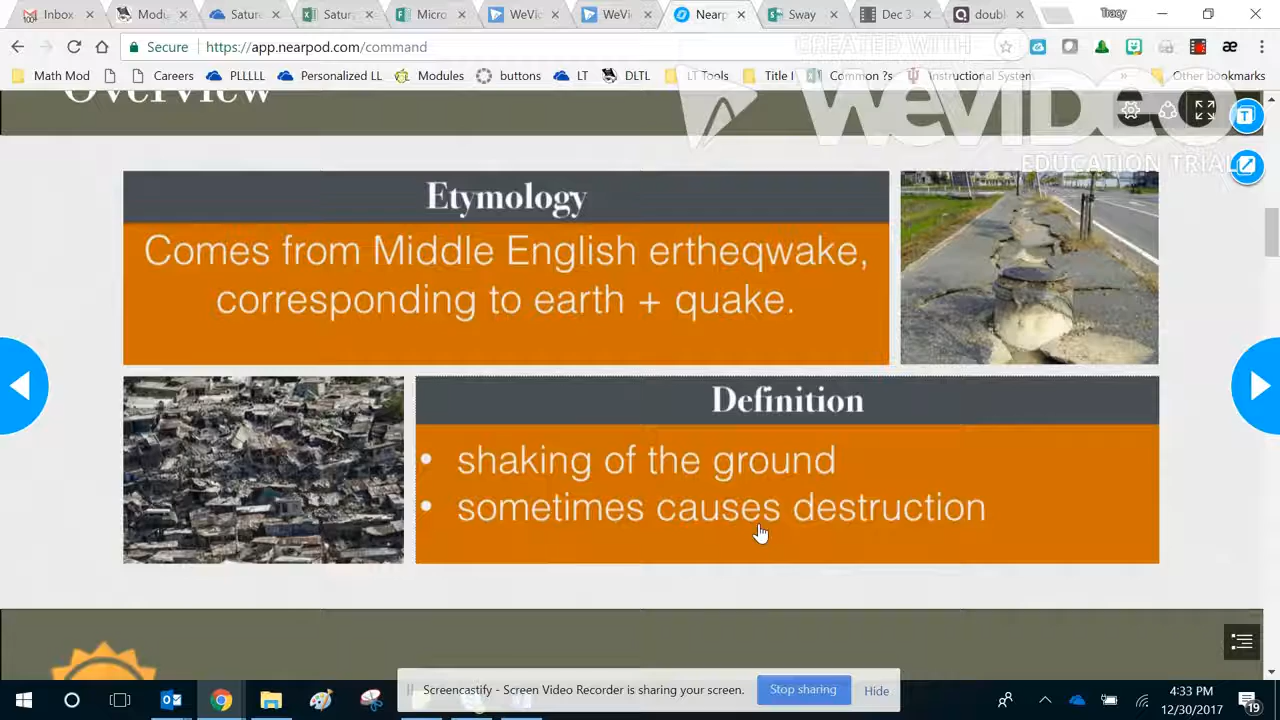 Inbox
Modu
Satur
Satur
Micro
WeVid
WeVi
Nearp
Sway
Dec 3
doubl
Tracy
Secure
https://app.nearpod.com/command
CREATED WITH
Math Mod
Careers
PLLLLL
Personalized LL
Modules
buttons
LT
DLTL
LT Tools
Title I
Common ?s
Instructional System
»
Other bookmarks
Overview
WEVIDEO
EDUCATION TRIAL
T
Etymology
Comes from Middle English ertheqwake,
corresponding to earth + quake.
Definition
• shaking of the ground
• sometimes causes destruction
Screencastify - Screen Video Recorder is sharing your screen.
Stop sharing
Hide
4:33 PM
12/30/2017
19